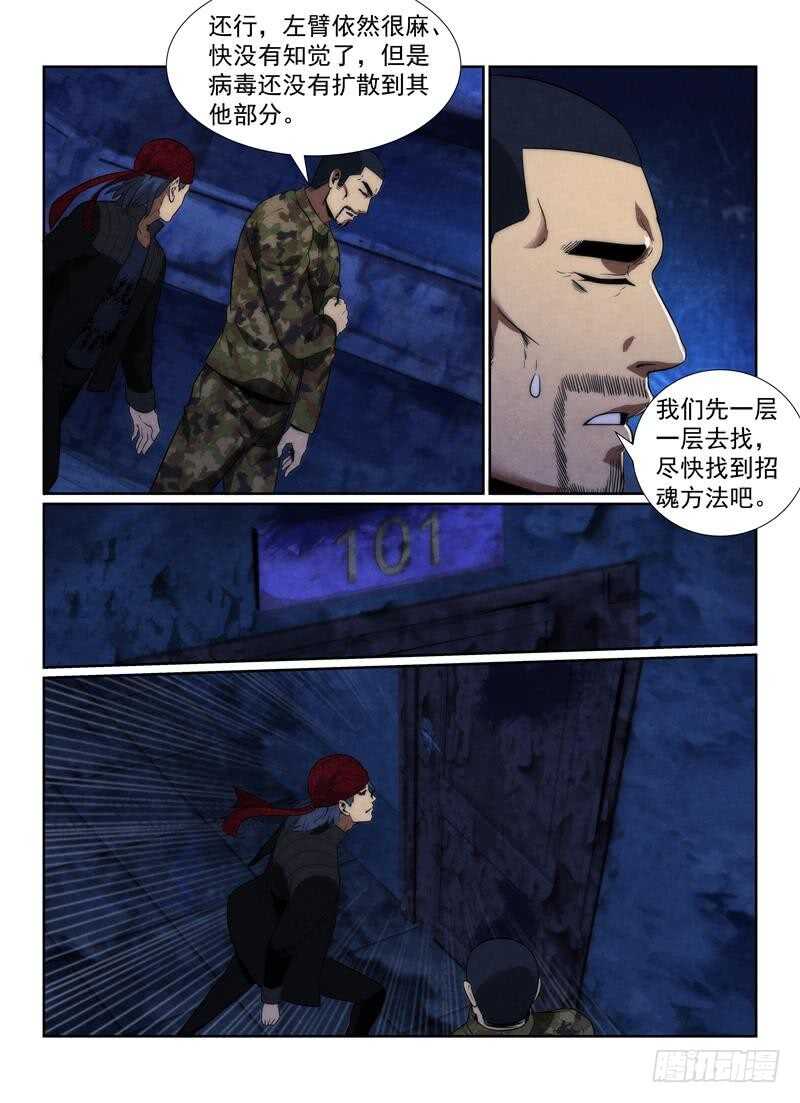 还行，左臂依然很麻、
快没有知觉了，但是
病毒还没有扩散到其
他部分。
我们先一层
一层去找，
尽快找到招
魂方法吧。
101
腾讯动漫